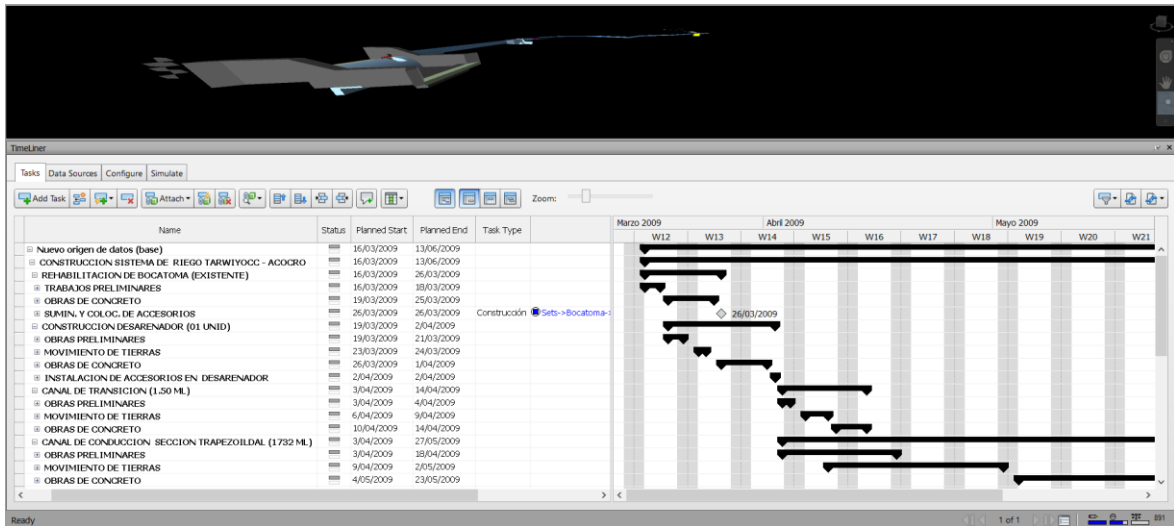 TimeLiner
Tasks Data Sources Configure Simulate
Add Task Attach Zoom:
Name Status Planned Start Planned End Task Type
Marzo 2009 Abril 2009 Mayo 2009
W12 W13 W14 W15 W16 W17 W18 W19 W20 W21
Nuevo origen de datos (base) 16/03/2009 13/06/2009
CONSTRUCCION SISTEMA DE RIEGO TARWIYOCC - ACOCRO 16/03/2009 13/06/2009
REHABILITACION DE BOCATOMA (EXISTENTE) 16/03/2009 26/03/2009
TRABAJOS PRELIMINARES 16/03/2009 18/03/2009
OBRAS DE CONCRETO 19/03/2009 25/03/2009
SUMIN. Y COLOC. DE ACCESORIOS 26/03/2009 26/03/2009 Construcción Sets->Bocatoma-> 26/03/2009
CONSTRUCCION DESARENADOR (01 UNID) 19/03/2009 2/04/2009
OBRAS PRELIMINARES 19/03/2009 21/03/2009
MOVIMIENTO DE TIERRAS 23/03/2009 24/03/2009
OBRAS DE CONCRETO 26/03/2009 1/04/2009
INSTALACION DE ACCESORIOS EN DESARENADOR 2/04/2009 2/04/2009
CANAL DE TRANSICION (1.50 ML) 3/04/2009 14/04/2009
OBRAS PRELIMINARES 3/04/2009 4/04/2009
MOVIMIENTO DE TIERRAS 6/04/2009 9/04/2009
OBRAS DE CONCRETO 10/04/2009 14/04/2009
CANAL DE CONDUCCION SECCION TRAPEZOILDAL (1732 ML) 3/04/2009 27/05/2009
OBRAS PRELIMINARES 3/04/2009 18/04/2009
MOVIMIENTO DE TIERRAS 9/04/2009 2/05/2009
OBRAS DE CONCRETO 4/05/2009 23/05/2009
Ready 1 of 1